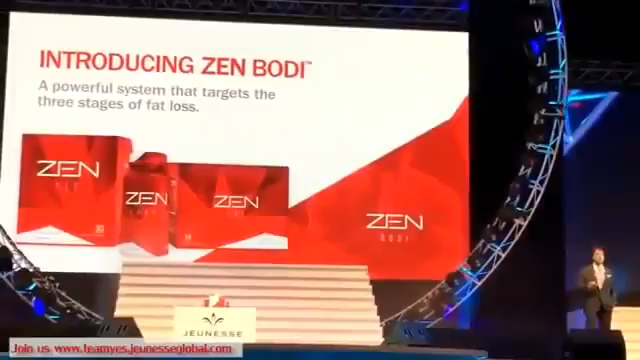 INTRODUCING ZEN BODI™
A powerful system that targets the
three stages of fat loss.
ZEN
ZEN
ZEN
ZEN
BODI
JEUNESSE
Join us www.teamyes.jeunesseglobal.com